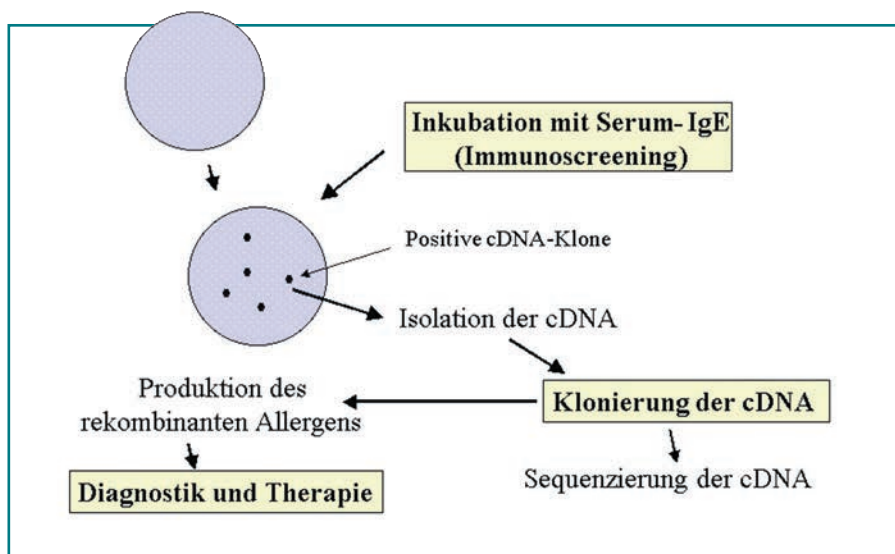 Inkubation mit Serum-IgE
(Immunoscreening)
Positive cDNA-Klone
Isolation der cDNA
Produktion des
rekombinanten Allergens
Klonierung der cDNA
Sequenzierung der cDNA
Diagnostik und Therapie